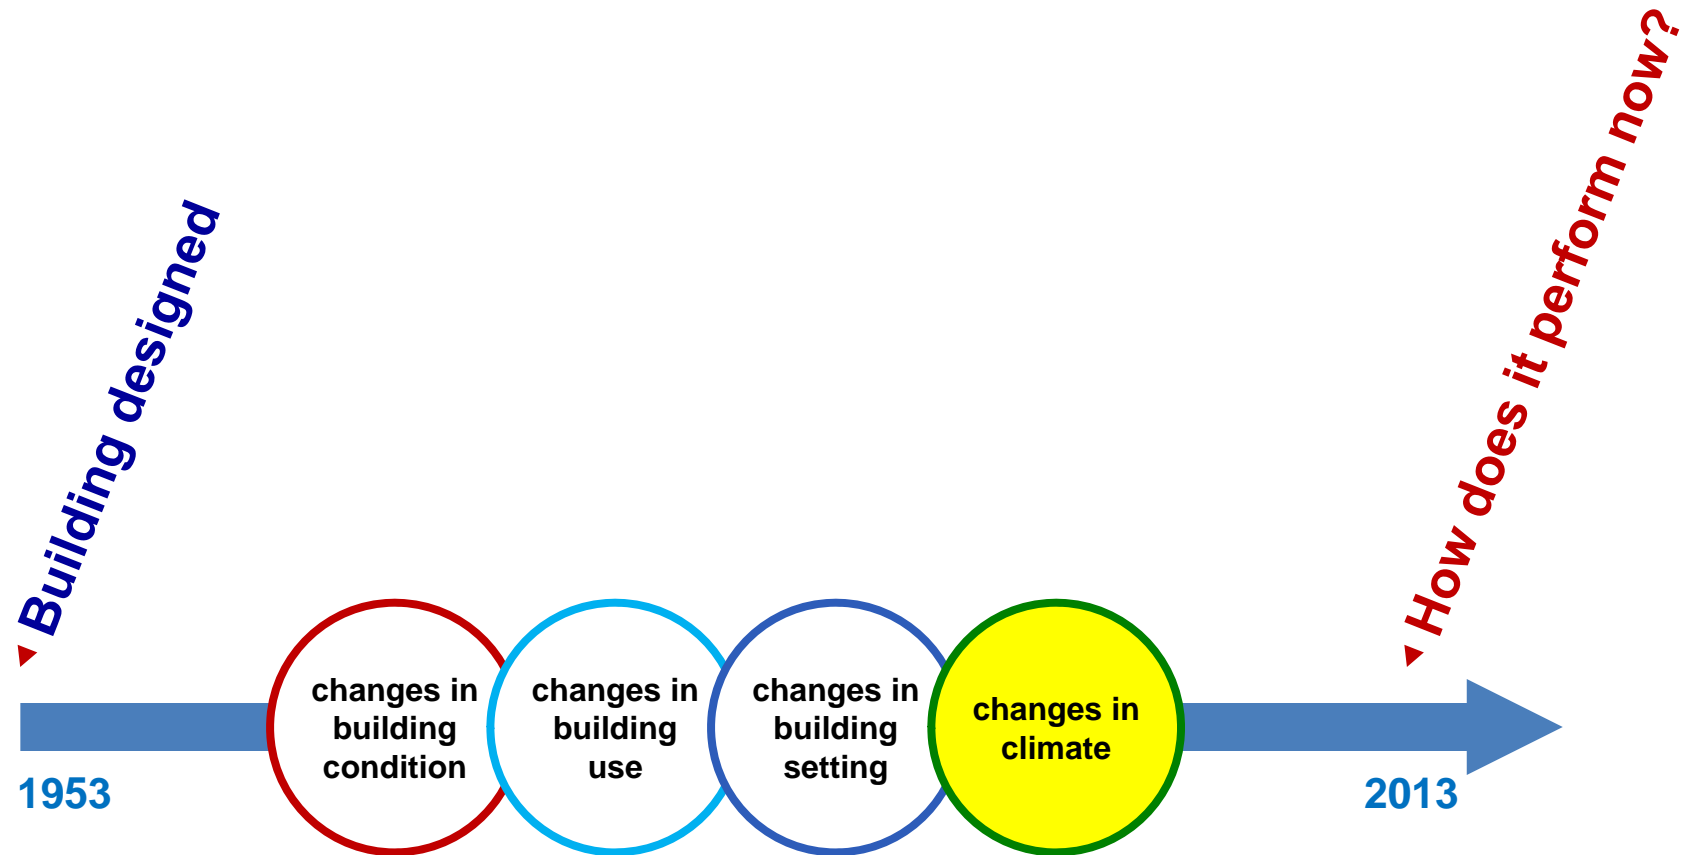 Building designed
How does it perform now?
changes in
building
condition
changes in
building
use
changes in
building
setting
changes in
climate
1953
2013